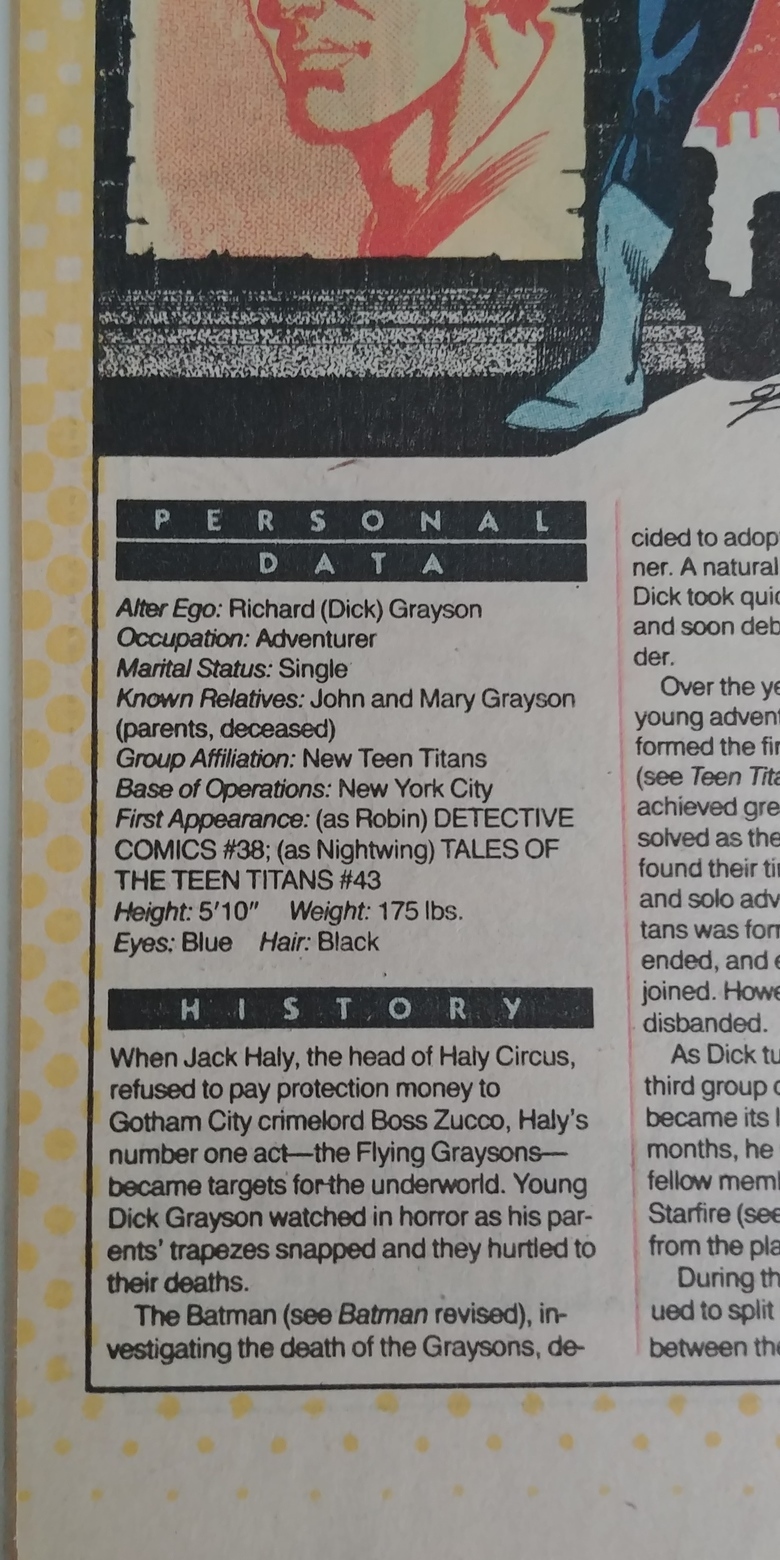 PERSONAL
DATA
Alter Ego: Richard (Dick) Grayson
Occupation: Adventurer
Marital Status: Single
Known Relatives: John and Mary Grayson
(parents, deceased)
Group Affiliation: New Teen Titans
Base of Operations: New York City
First Appearance: (as Robin) DETECTIVE
COMICS #38; (as Nightwing) TALES OF
THE TEEN TITANS #43
Height: 5'10" Weight: 175 lbs.
Eyes: Blue Hair: Black
HISTORY
When Jack Haly, the head of Haly Circus,
refused to pay protection money to
Gotham City crimelord Boss Zucco, Haly's
number one act—the Flying Graysons—
became targets for the underworld. Young
Dick Grayson watched in horror as his par-
ents' trapezes snapped and they hurtled to
their deaths.
The Batman (see Batman revised), in-
vestigating the death of the Graysons, de-
cided to adop
ner. A natural
Dick took quic
and soon deb
der.
Over the ye
young advent
formed the fir
(see Teen Tita
achieved gre
solved as the
found their ti
and solo adv
tans was for
ended, and e
joined. Howe
disbanded.
As Dick tu
third group o
became its l
months, he
fellow mem
Starfire (see
from the pla
During th
ued to split
between the